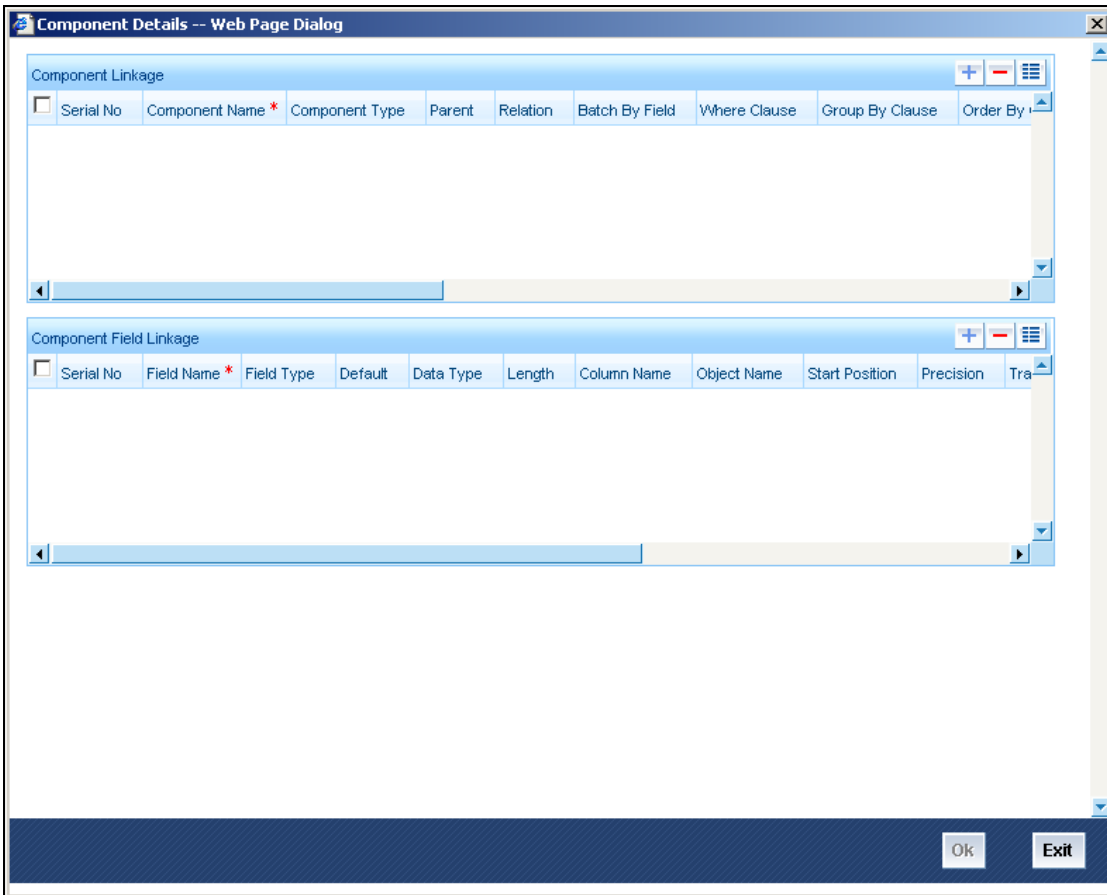 Component Details -- Web Page Dialog
Component Linkage
Serial No Component Name * Component Type Parent Relation Batch By Field Where Clause Group By Clause Order By
Component Field Linkage
Serial No Field Name * Field Type Default Data Type Length Column Name Object Name Start Position Precision Tra
Ok Exit